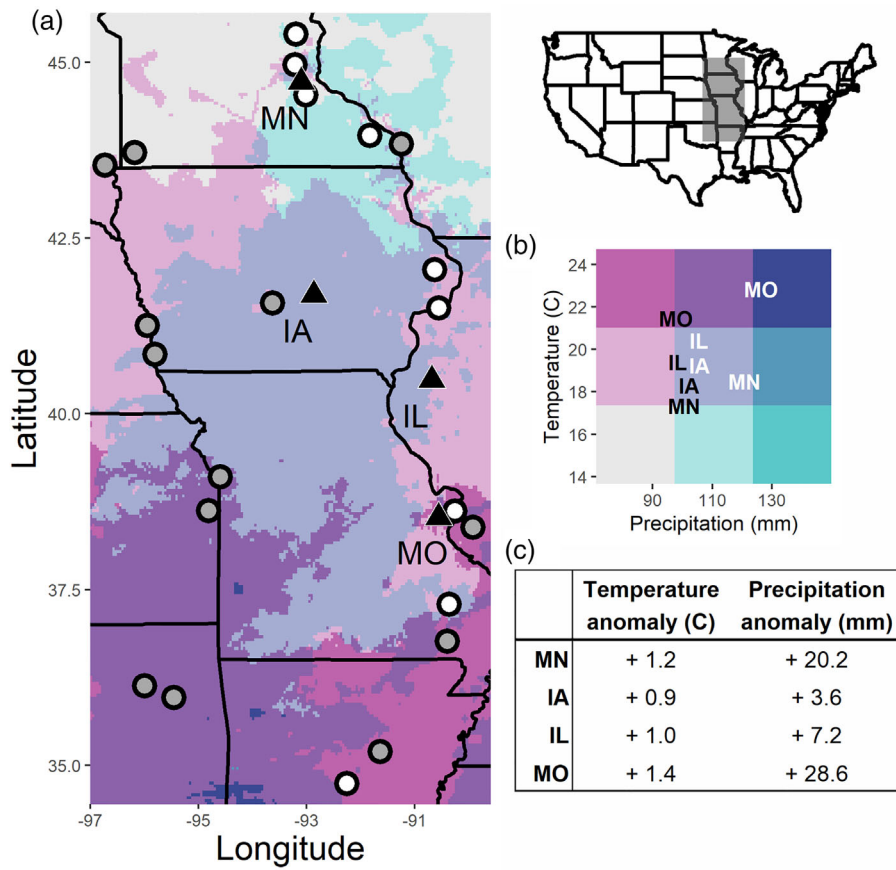 (a)
45.0
42.5
40.0
37.5
35.0
Latitude
MN
IA
IL
MO
-97
-95
-93
-91
Longitude
(b)
24
22
20
18
16
14
Temperature (C)
MO
MO
IL
IL
IA
IA
MN
MN
90
110
130
Precipitation (mm)
(c)
Temperature Precipitation
anomaly (C) anomaly (mm)
MN + 1.2 + 20.2
IA + 0.9 + 3.6
IL + 1.0 + 7.2
MO + 1.4 + 28.6